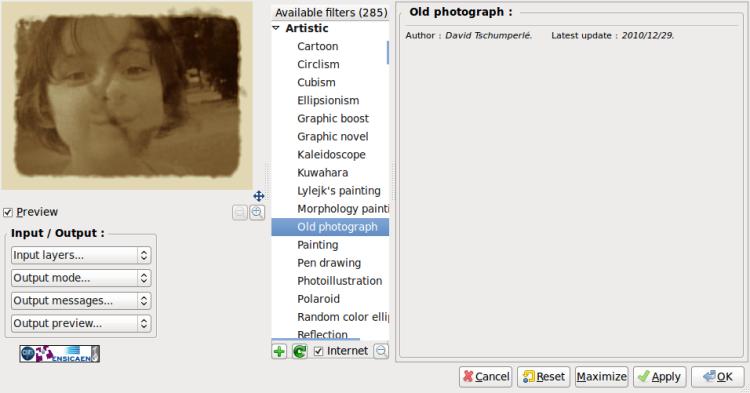 Preview
Input / Output :
Input layers...
Output mode...
Output messages...
Output preview...
ENSICAEN
Available filters (285)
Artistic
Cartoon
Circlism
Cubism
Ellipsionism
Graphic boost
Graphic novel
Kaleidoscope
Kuwahara
Lylejk's painting
Morphology painti
Old photograph
Painting
Pen drawing
Photoillustration
Polaroid
Random color elli
Reflection
Internet
Old photograph :
Author : David Tschumperlé. Latest update : 2010/12/29.
Cancel
Reset
Maximize
Apply
OK